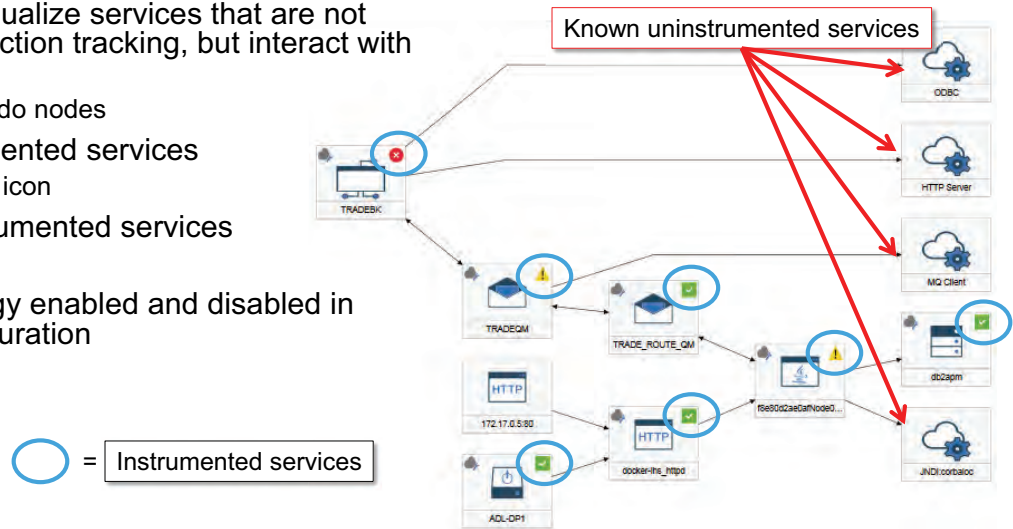 ualize services that are not
ction tracking, but interact with
do nodes
ented services
icon
umented services
gy enabled and disabled in
uration
= Instrumented services
Known uninstrumented services
ODBC
HTTP Server
TRADEBK
MQ Client
TRADEQM
TRADE_ROUTE_QM
db2apm
HTTP
172.17.0.5:80
f8e80d2ae0afNode0...
HTTP
docker-ihs_httpd
JNDI:corbaloc
ADL-DP1